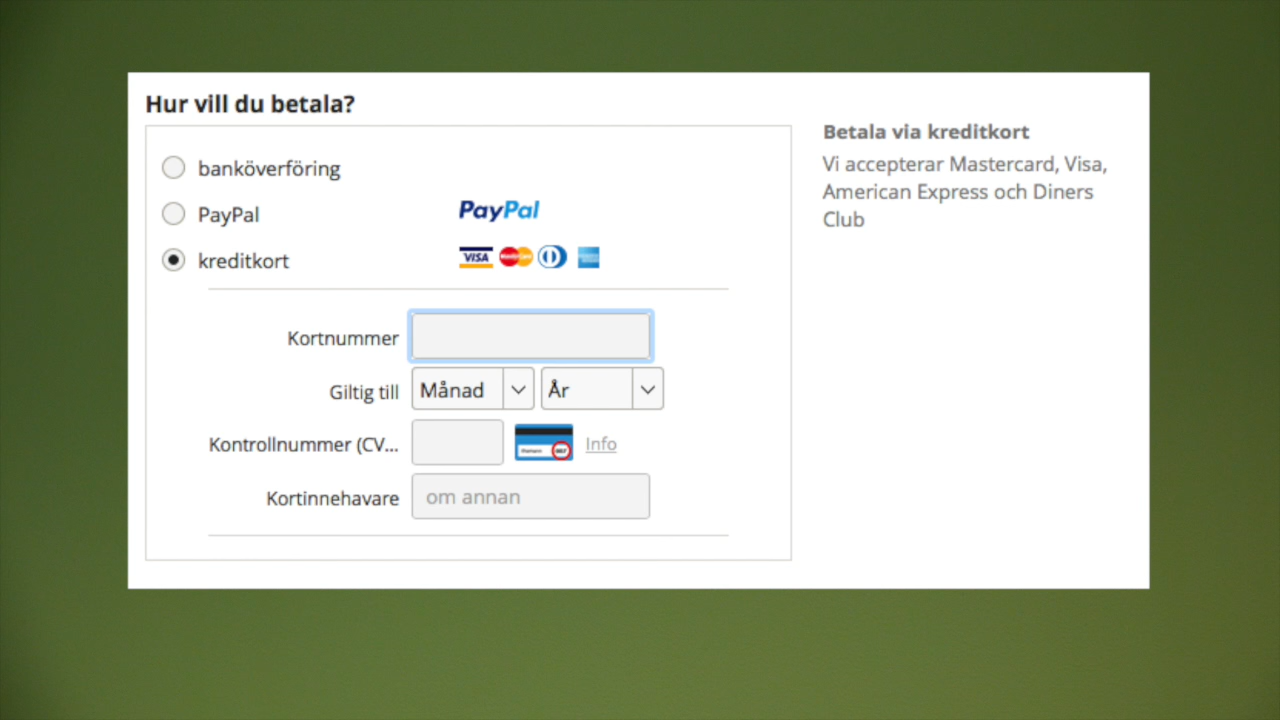 Hur vill du betala?
banköverföring
PayPal
PayPal
kreditkort
VISA MasterCard
Kortnummer
Giltig till Månad År
Kontrollnummer (CV... Info
Kortinnehavare om annan
Betala via kreditkort
Vi accepterar Mastercard, Visa,
American Express och Diners
Club